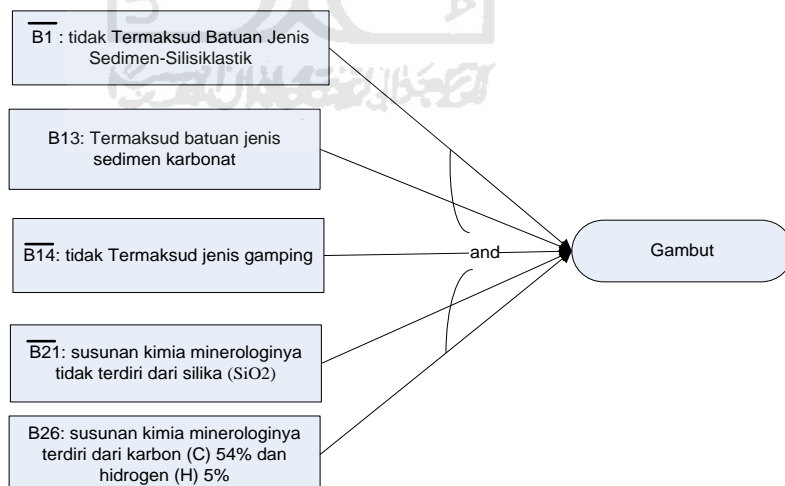 B1 : tidak Termaksud Batuan Jenis
Sedimen-Silisiklastik
B13: Termaksud batuan jenis
sedimen karbonat
B14: tidak Termaksud jenis gamping
B21: susunan kimia minerologinya
tidak terdiri dari silika (SiO2)
B26: susunan kimia minerologinya
terdiri dari karbon (C) 54% dan
hidrogen (H) 5%
and
Gambut